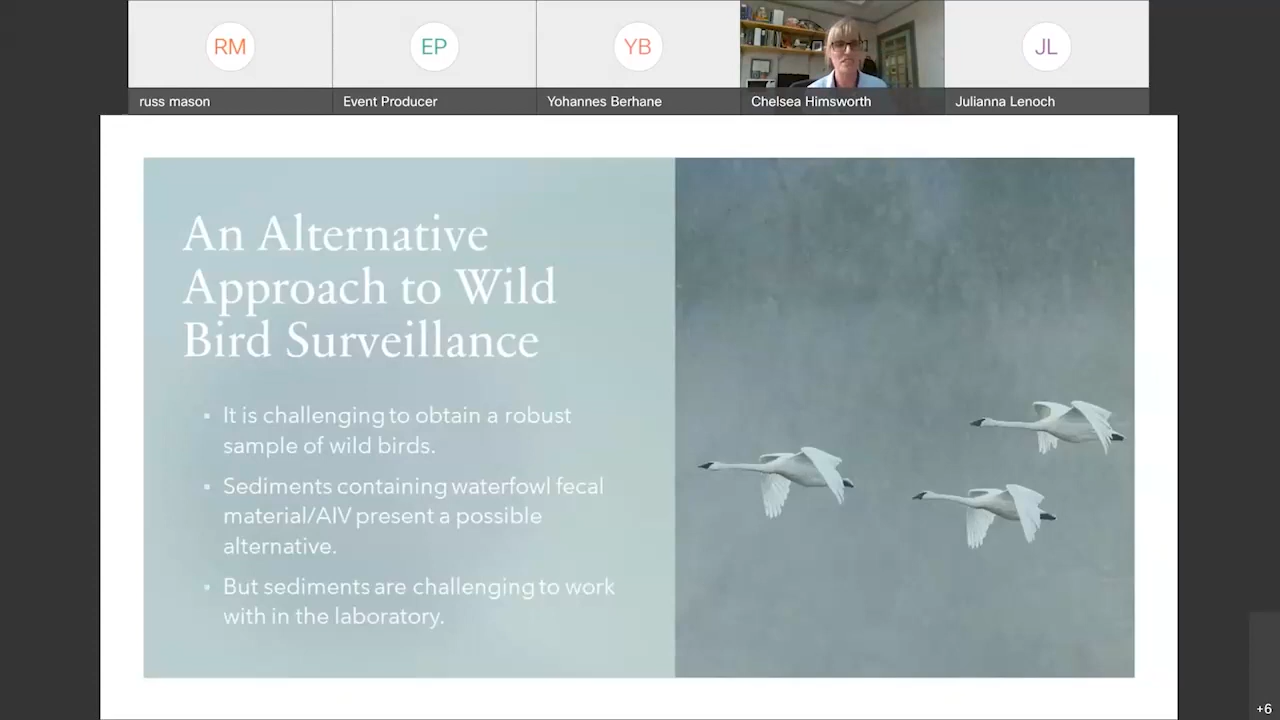 RM
EP
YB
JL
russ mason
Event Producer
Yohannes Berhane
Chelsea Himsworth
Julianna Lenoch
An Alternative
Approach to Wild
Bird Surveillance
▪ It is challenging to obtain a robust
sample of wild birds.
▪ Sediments containing waterfowl fecal
material/AIV present a possible
alternative.
▪ But sediments are challenging to work
with in the laboratory.
+6